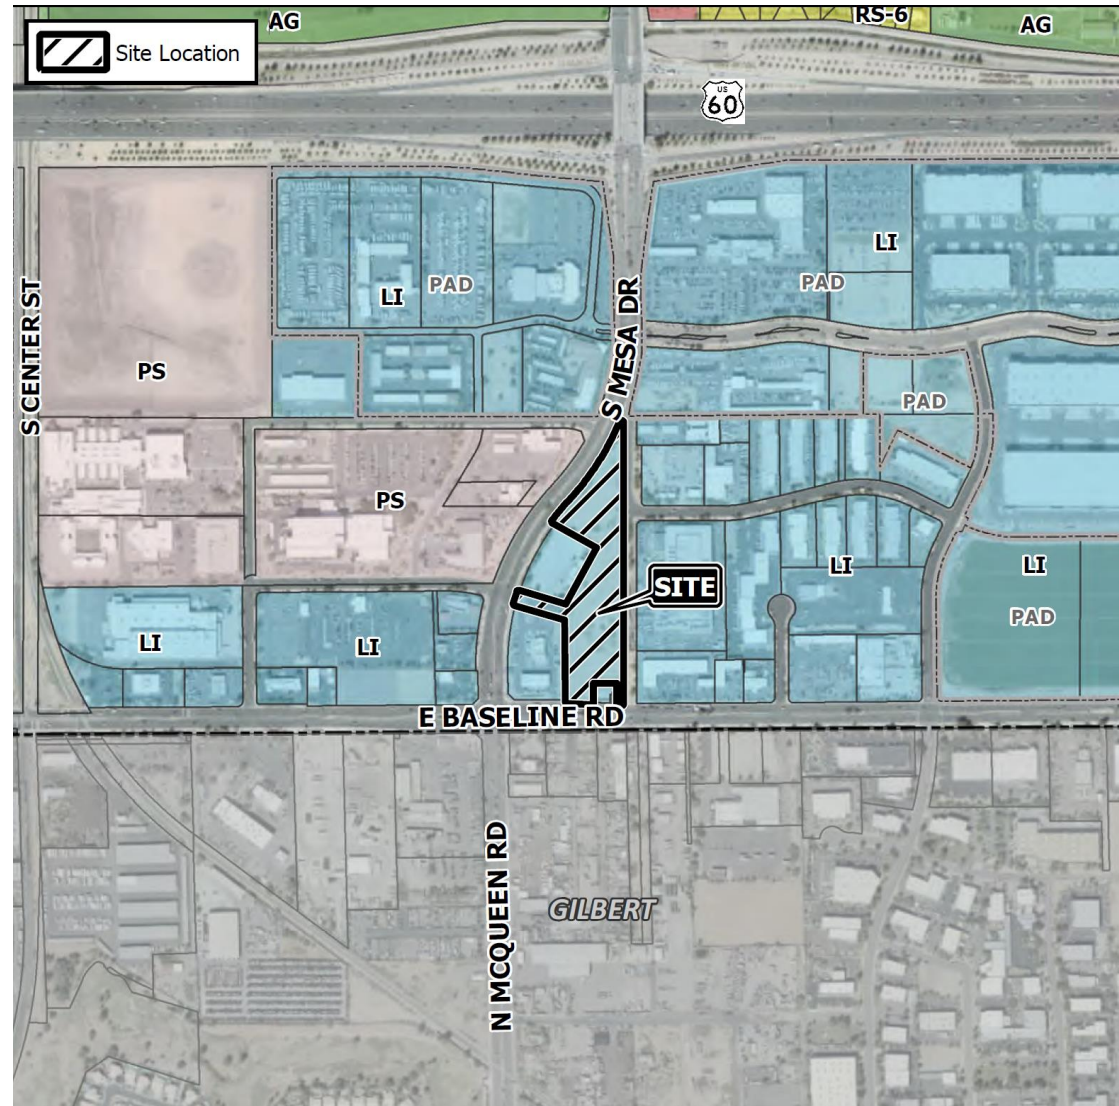 AG
RS-6
AG
Site Location
US
60
LI
PAD
LI
PAD
S CENTER ST
S MESA DR
PS
PAD
PS
LI
LI
SITE
PAD
LI
LI
E BASELINE RD
N MCQUEEN RD
GILBERT